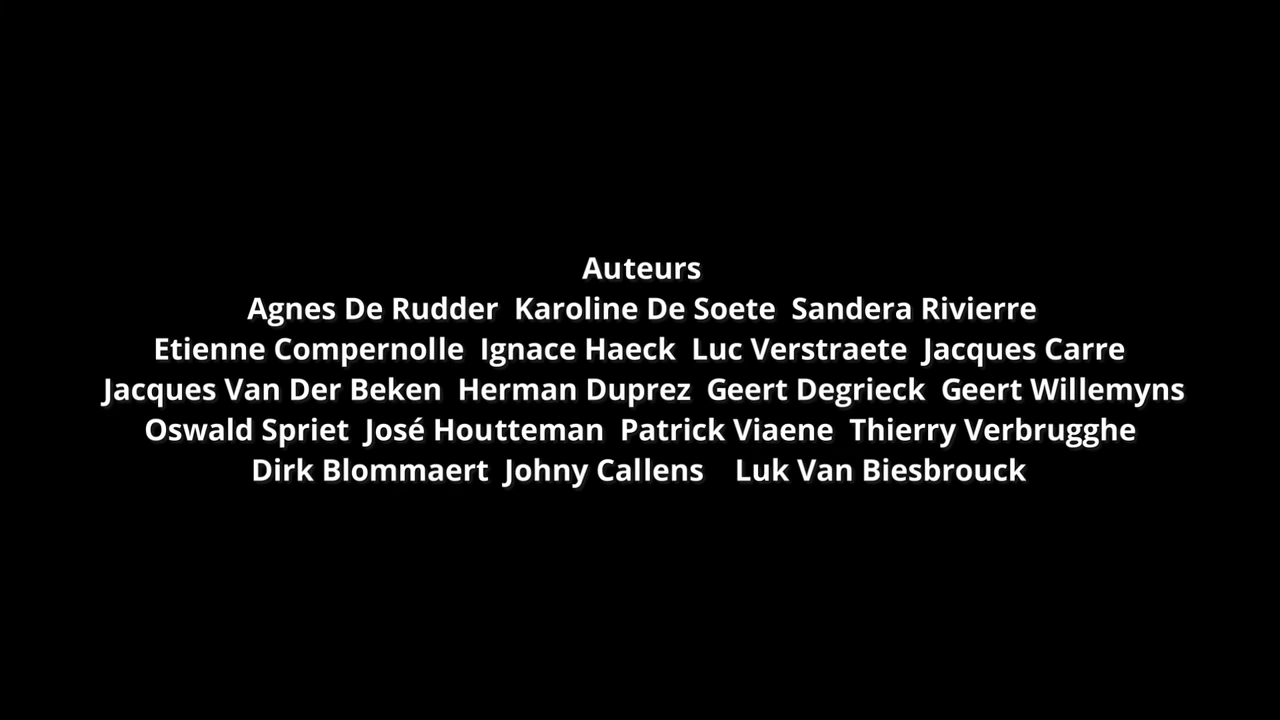 Auteurs
Agnes De Rudder  Karoline De Soete  Sandera Rivierre
Etienne Compernolle  Ignace Haeck  Luc Verstraete  Jacques Carre
Jacques Van Der Beken  Herman Duprez  Geert Degrieck  Geert Willemyns
Oswald Spriet  José Houtteman  Patrick Viaene  Thierry Verbrugghe
Dirk Blommaert  Johny Callens    Luk Van Biesbrouck